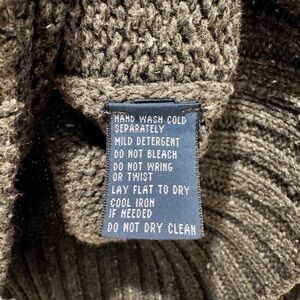 HAND WASH COLD
SEPARATELY
MILD DETERGENT
DO NOT BLEACH
DO NOT WRING
OR TWIST
LAY FLAT TO DRY
COOL IRON
IF NEEDED
DO NOT DRY CLEAN